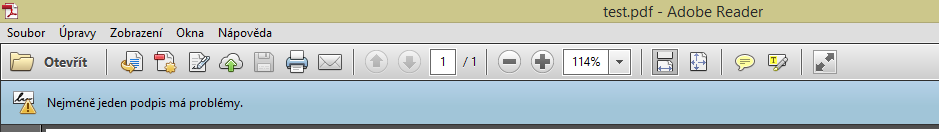 test.pdf - Adobe Reader
Soubor Úpravy Zobrazení Okna Nápověda
Otevřít 1 / 1 114%
Nejméně jeden podpis má problémy.